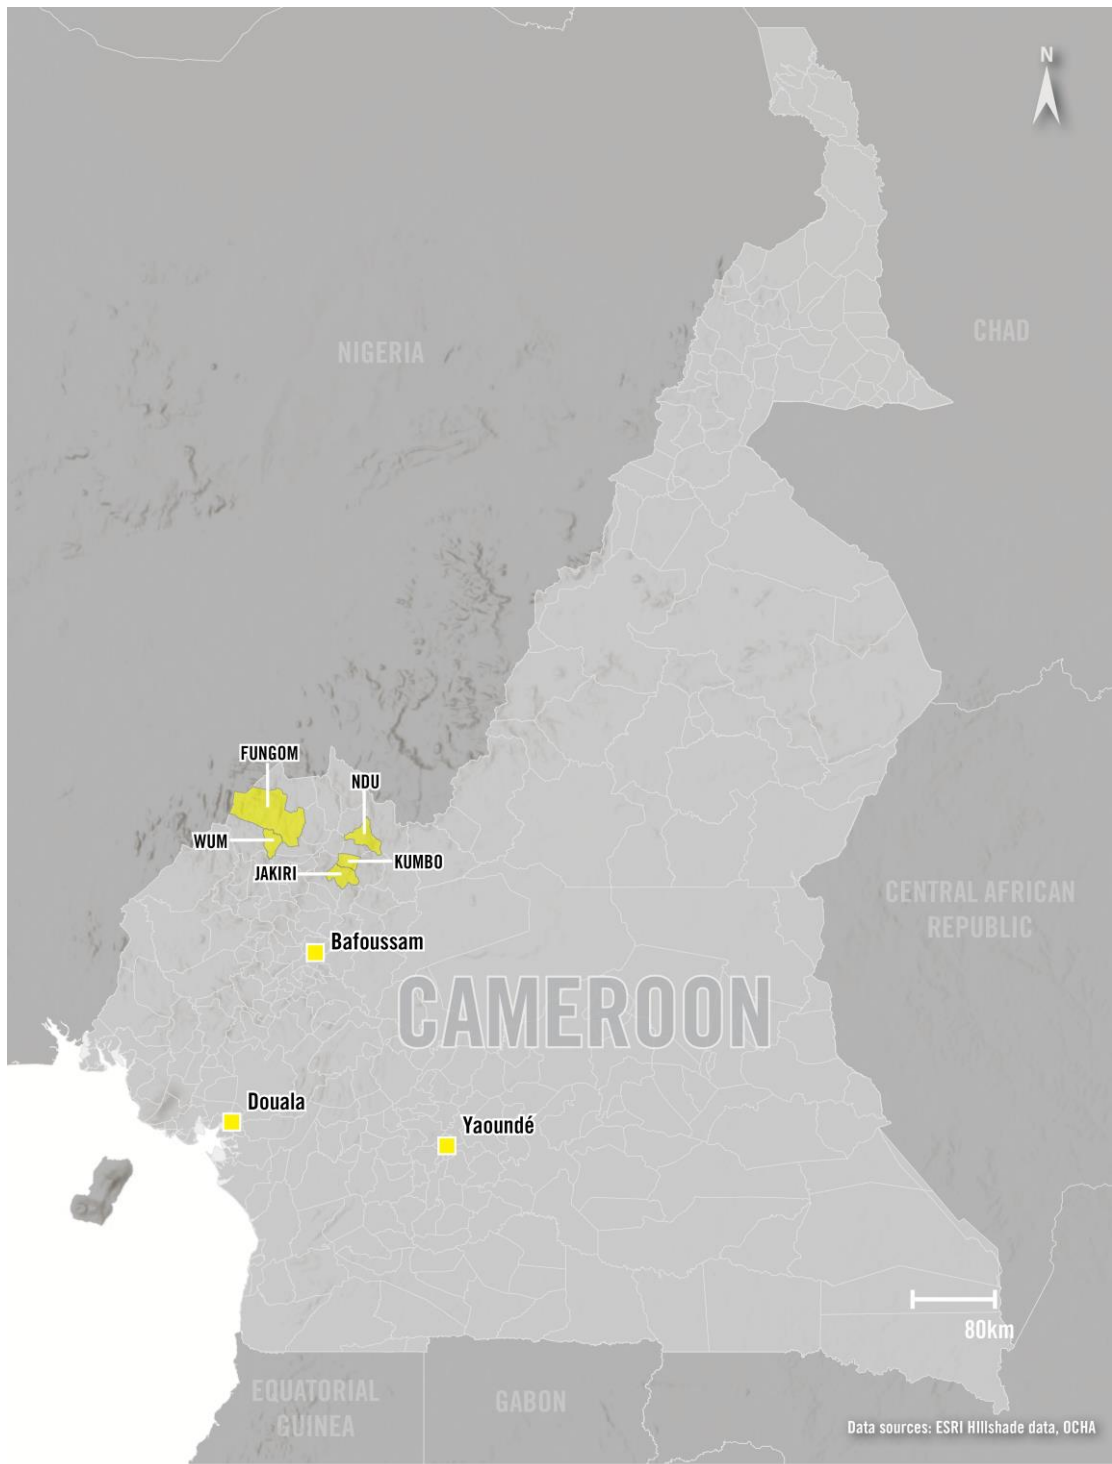 N
CHAD
NIGERIA
FUNGOM
NDU
WUM
KUMBO
JAKIRI
CENTRAL AFRICAN
REPUBLIC
Bafoussam
CAMEROON
Douala
Yaoundé
80km
EQUATORIAL
GUINEA
GABON
Data sources: ESRI HIllshade data, OCHA